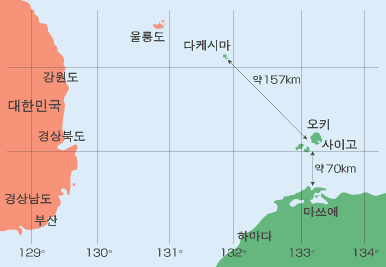 울릉도
다케시마
강원도
약157km
대한민국
오키
경상북도
사이고
약70km
경상남도
마쓰에
부산
하마다
129° 130° 131° 132° 133° 134°